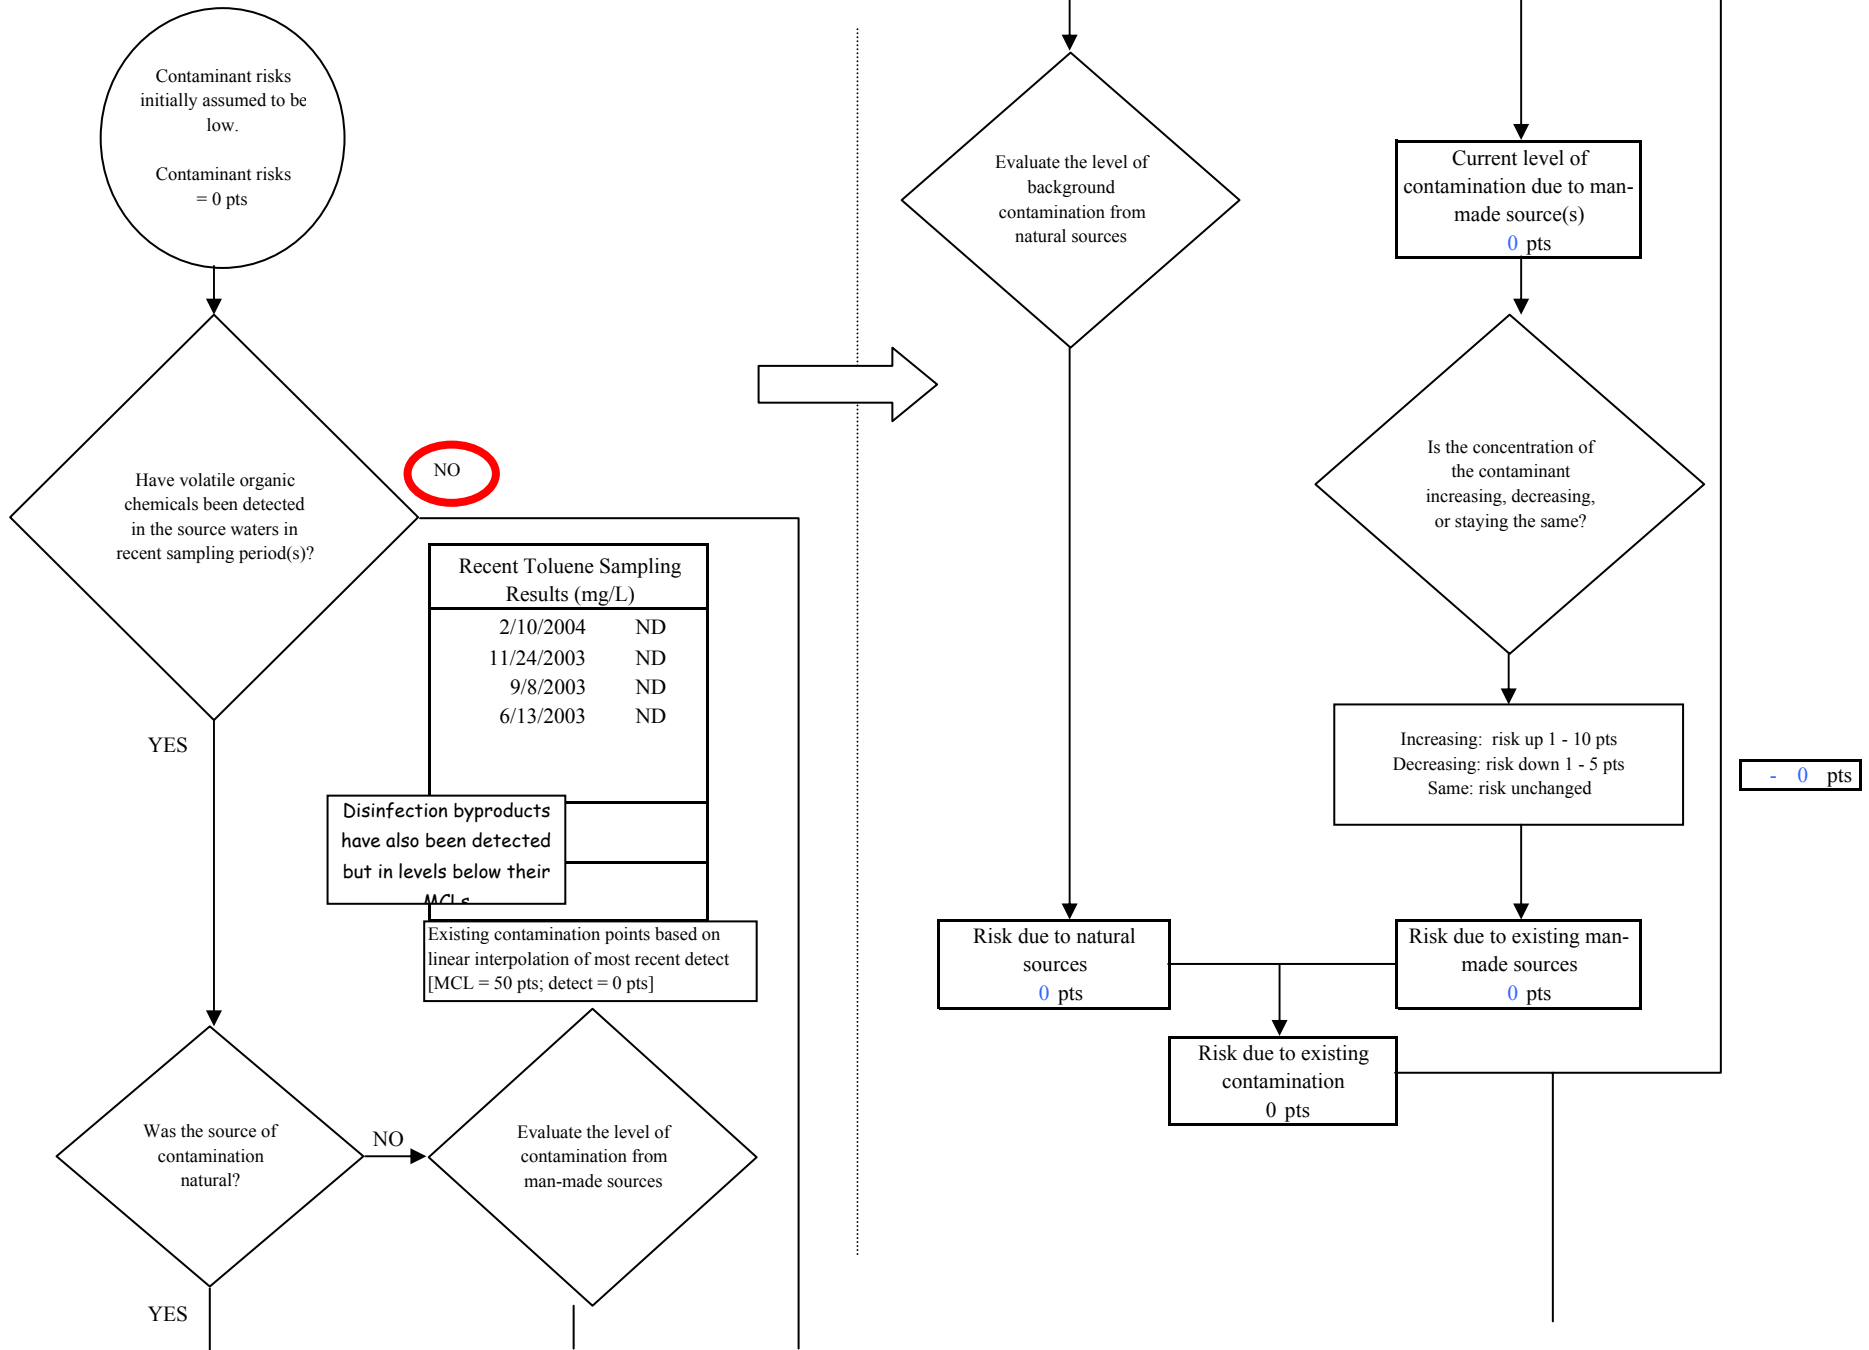 Contaminant risks
initially assumed to be
low.
Contaminant risks
= 0 pts
Have volatile organic
chemicals been detected
in the source waters in
recent sampling period(s)?
NO
YES
Recent Toluene Sampling
Results (mg/L)
2/10/2004 ND
11/24/2003 ND
9/8/2003 ND
6/13/2003 ND
Disinfection byproducts
have also been detected
but in levels below their
MCLs
Existing contamination points based on
linear interpolation of most recent detect
[MCL = 50 pts; detect = 0 pts]
Was the source of
contamination
natural?
NO
YES
Evaluate the level of
contamination from
man-made sources
Evaluate the level of
background
contamination from
natural sources
Current level of
contamination due to man-
made source(s)
0 pts
Is the concentration of
the contaminant
increasing, decreasing,
or staying the same?
Increasing: risk up 1 - 10 pts
Decreasing: risk down 1 - 5 pts
Same: risk unchanged
- 0 pts
Risk due to natural
sources
0 pts
Risk due to existing man-
made sources
0 pts
Risk due to existing
contamination
0 pts